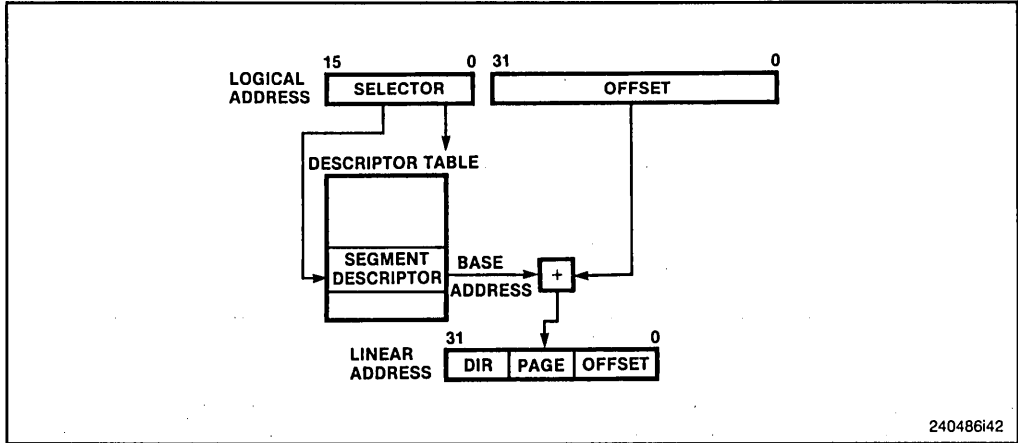 15 0 31 0
LOGICAL
ADDRESS
SELECTOR
OFFSET
DESCRIPTOR TABLE
SEGMENT
DESCRIPTOR
BASE
ADDRESS
+
31 0
LINEAR
ADDRESS
DIR PAGE OFFSET
240486i42